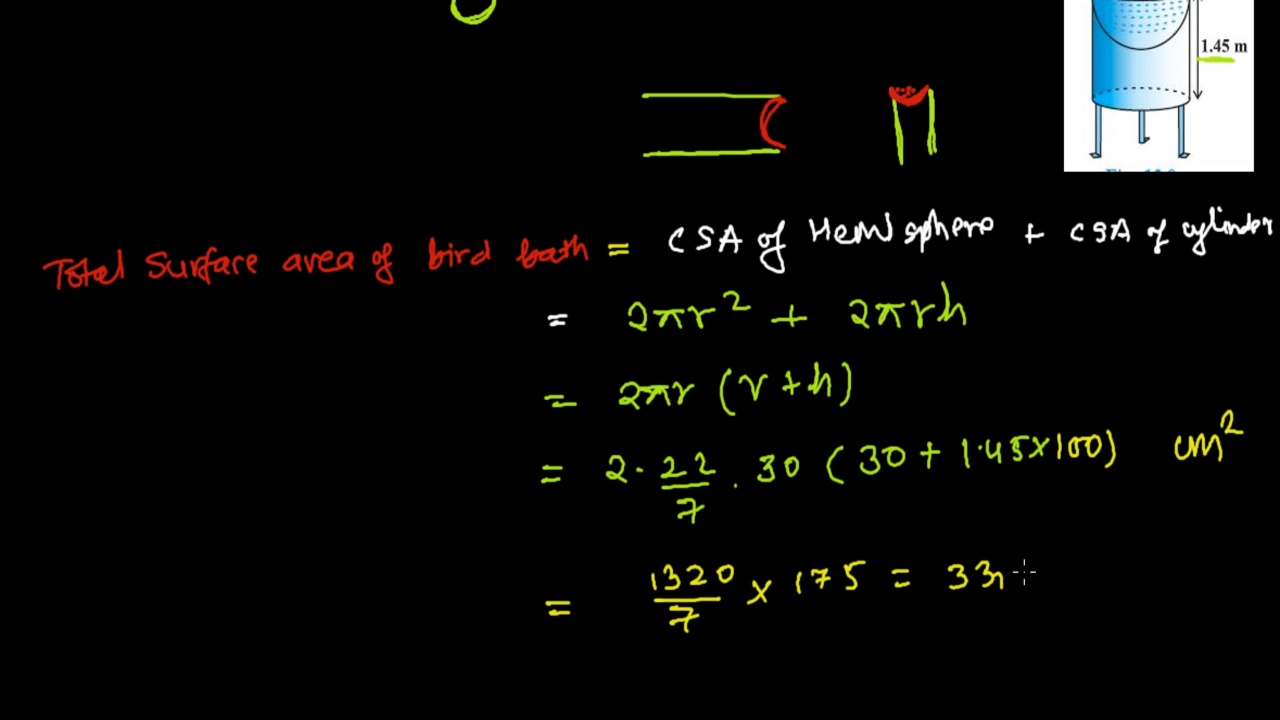 1.45 m
Total Surface area of bird bath = CSA of Hemisphere + CSA of cylinder
= 2πr² + 2πrh
= 2πr (r+h)
= 2 · 22/7 . 30 (30 + 1.45×100) cm²
= 1320/7 × 175 = 33